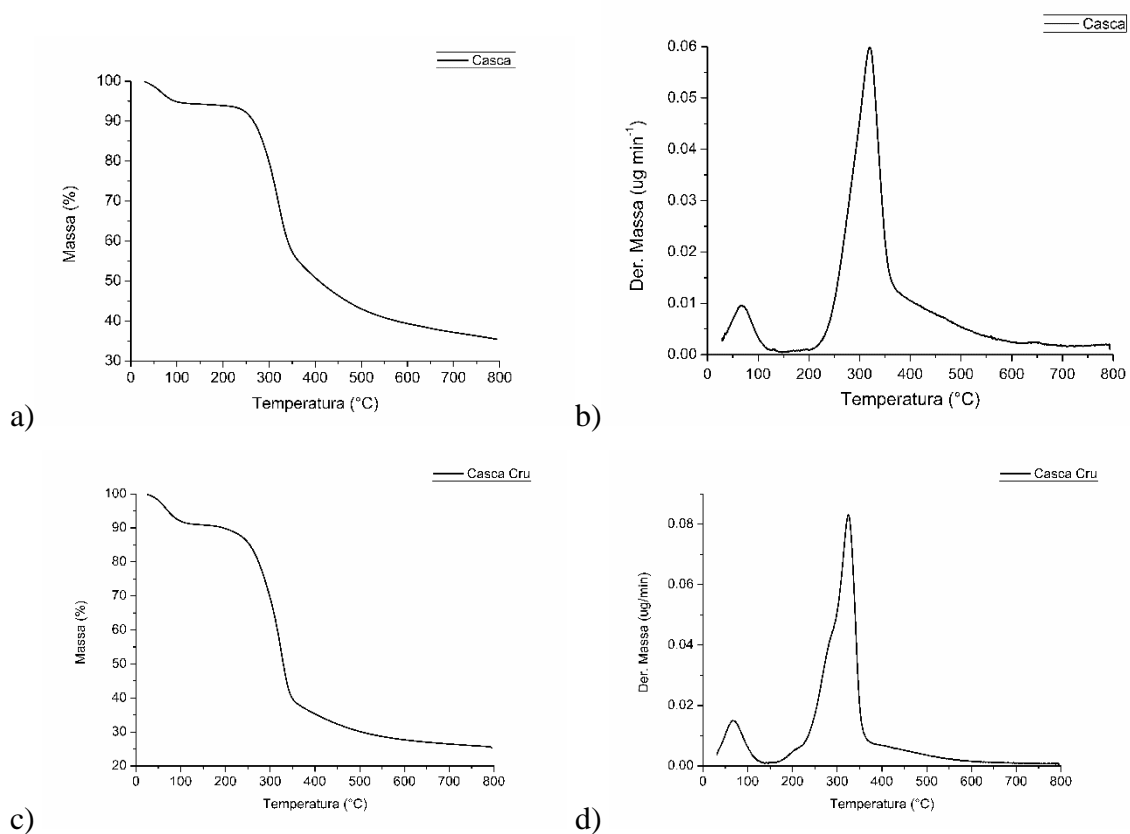 Casca
100
90
80
70
60
50
40
30
Massa (%)
0 100 200 300 400 500 600 700 800
Temperatura (°C)
a)
Casca
0.06
0.05
0.04
0.03
0.02
0.01
0.00
Der. Massa (ug min-1)
0 100 200 300 400 500 600 700 800
Temperatura (°C)
b)
Casca Cru
100
90
80
70
60
50
40
30
20
Massa (%)
0 100 200 300 400 500 600 700 800
Temperatura (°C)
c)
Casca Cru
0.08
0.06
0.04
0.02
0.00
Der. Massa (ug/min)
0 100 200 300 400 500 600 700 800
Temperatura (°C)
d)